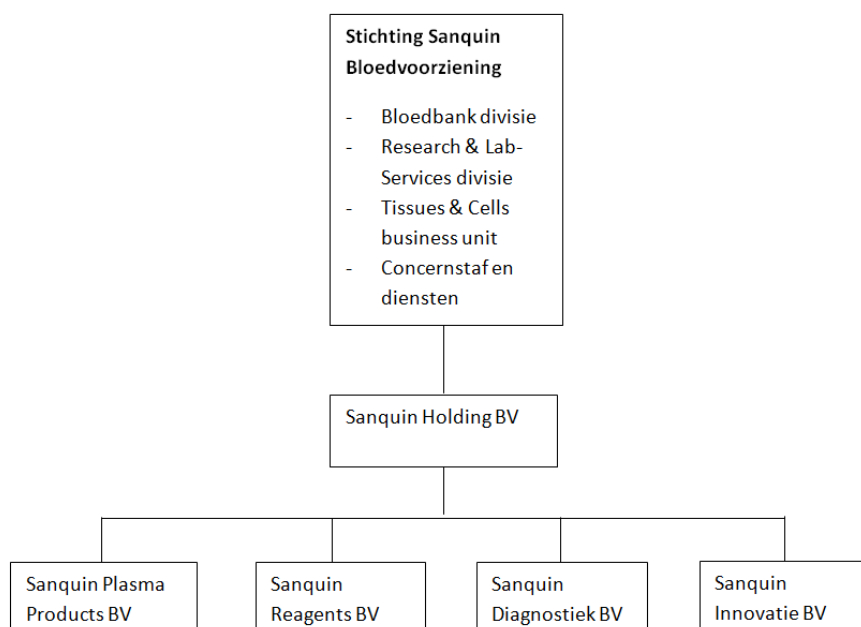 Stichting Sanquin
Bloedvoorziening
- Bloedbank divisie
- Research & Lab-
Services divisie
- Tissues & Cells
business unit
- Concernstaf en
diensten
Sanquin Holding BV
Sanquin Plasma
Products BV
Sanquin
Reagents BV
Sanquin
Diagnostiek BV
Sanquin
Innovatie BV